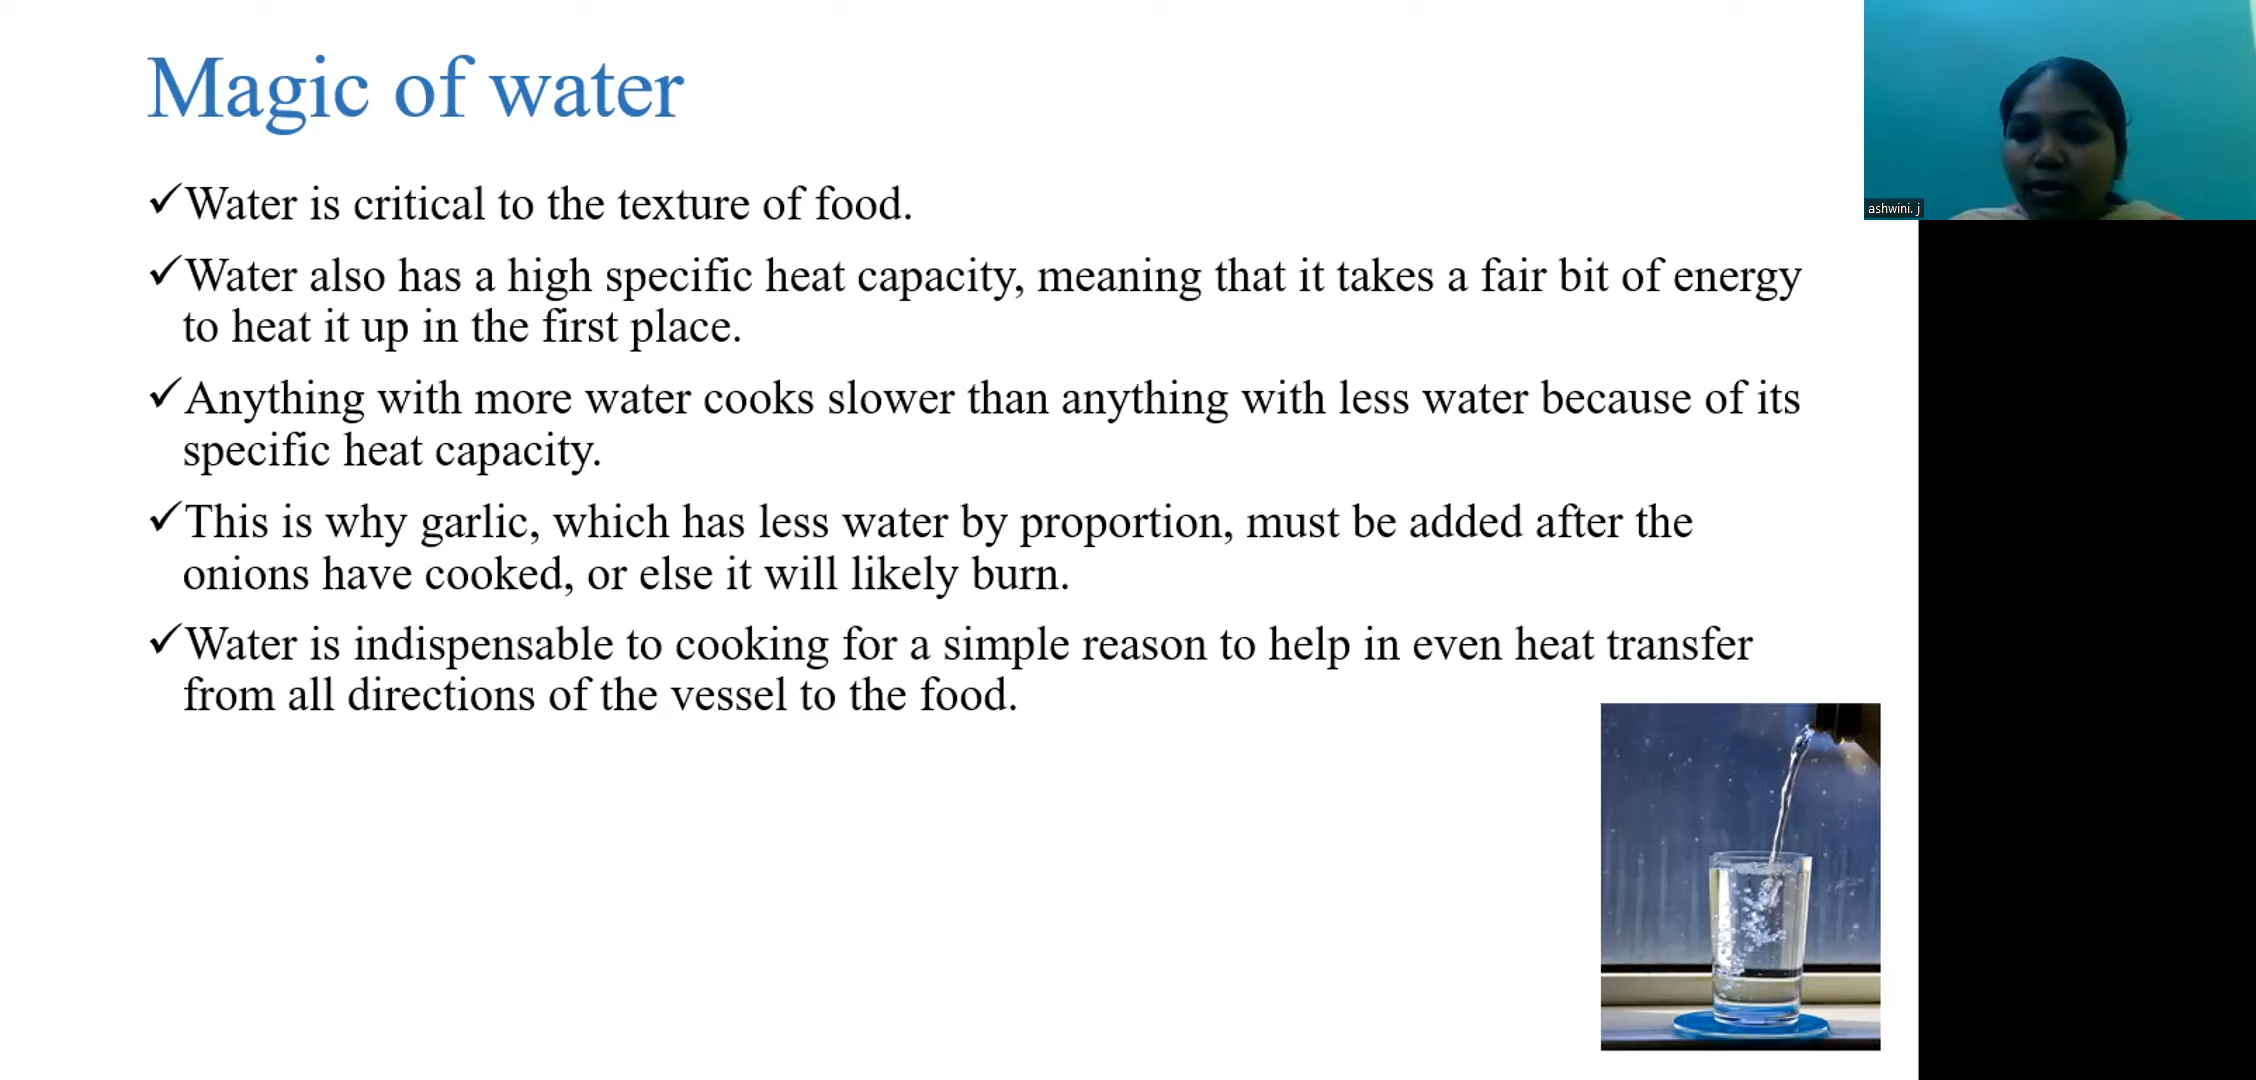 Magic of water
✓Water is critical to the texture of food.
✓Water also has a high specific heat capacity, meaning that it takes a fair bit of energy
to heat it up in the first place.
✓Anything with more water cooks slower than anything with less water because of its
specific heat capacity.
✓This is why garlic, which has less water by proportion, must be added after the
onions have cooked, or else it will likely burn.
✓Water is indispensable to cooking for a simple reason to help in even heat transfer
from all directions of the vessel to the food.
ashwini. j